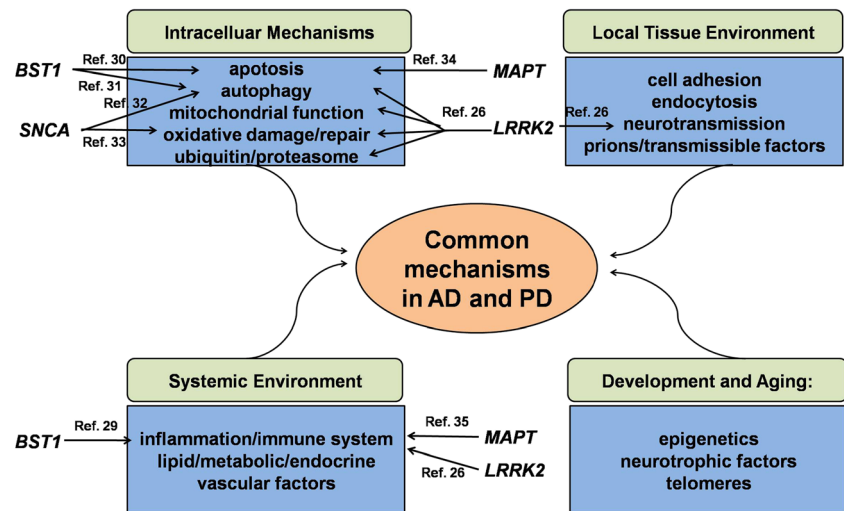 Intracelluar Mechanisms
Local Tissue Environment
BST1
Ref. 30
Ref. 31
Ref. 32
SNCA
Ref. 33
apotosis
autophagy
mitochondrial function
oxidative damage/repair
ubiquitin/proteasome
Ref. 34
MAPT
Ref. 26
LRRK2
Ref. 26
cell adhesion
endocytosis
neurotransmission
prions/transmissible factors
Common
mechanisms
in AD and PD
Systemic Environment
Development and Aging:
BST1
Ref. 29
inflammation/immune system
lipid/metabolic/endocrine
vascular factors
Ref. 35
MAPT
Ref. 26
LRRK2
epigenetics
neurotrophic factors
telomeres